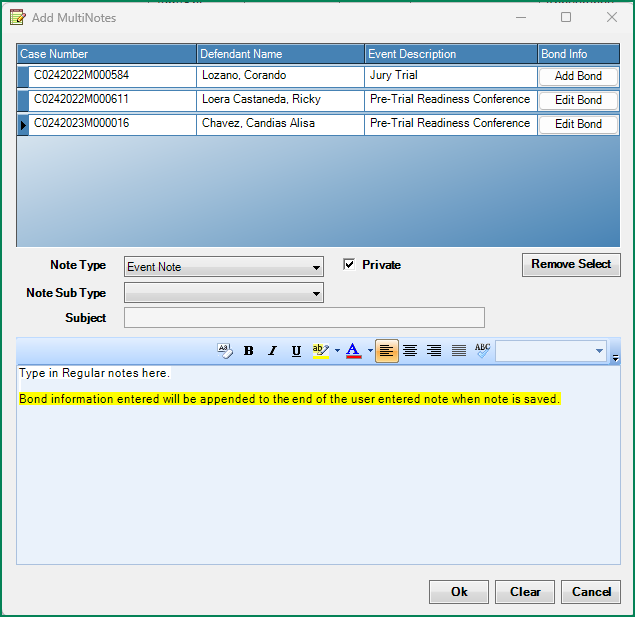 Add MultiNotes
Case Number Defendant Name Event Description Bond Info
C0242022M000584 Lozano, Corando Jury Trial Add Bond
C0242022M000611 Loera Castaneda, Ricky Pre-Trial Readiness Conference Edit Bond
C0242023M000016 Chavez, Candias Alisa Pre-Trial Readiness Conference Edit Bond
Note Type Event Note Private Remove Select
Note Sub Type
Subject
B I U ab A ABC
Type in Regular notes here.
Bond information entered will be appended to the end of the user entered note when note is saved.
Ok Clear Cancel